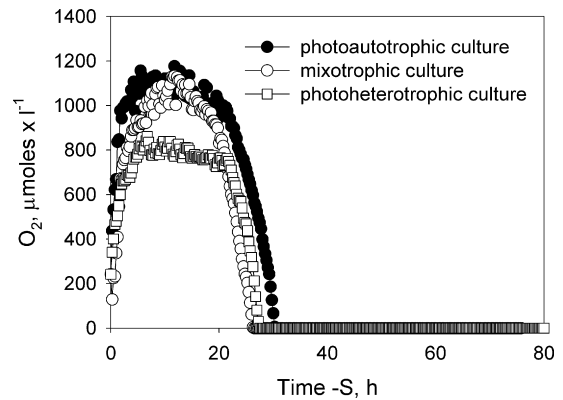 1400
1200
1000
800
600
400
200
0
O2, μmoles x l-1
photoautotrophic culture
mixotrophic culture
photoheterotrophic culture
0 20 40 60 80
Time -S, h